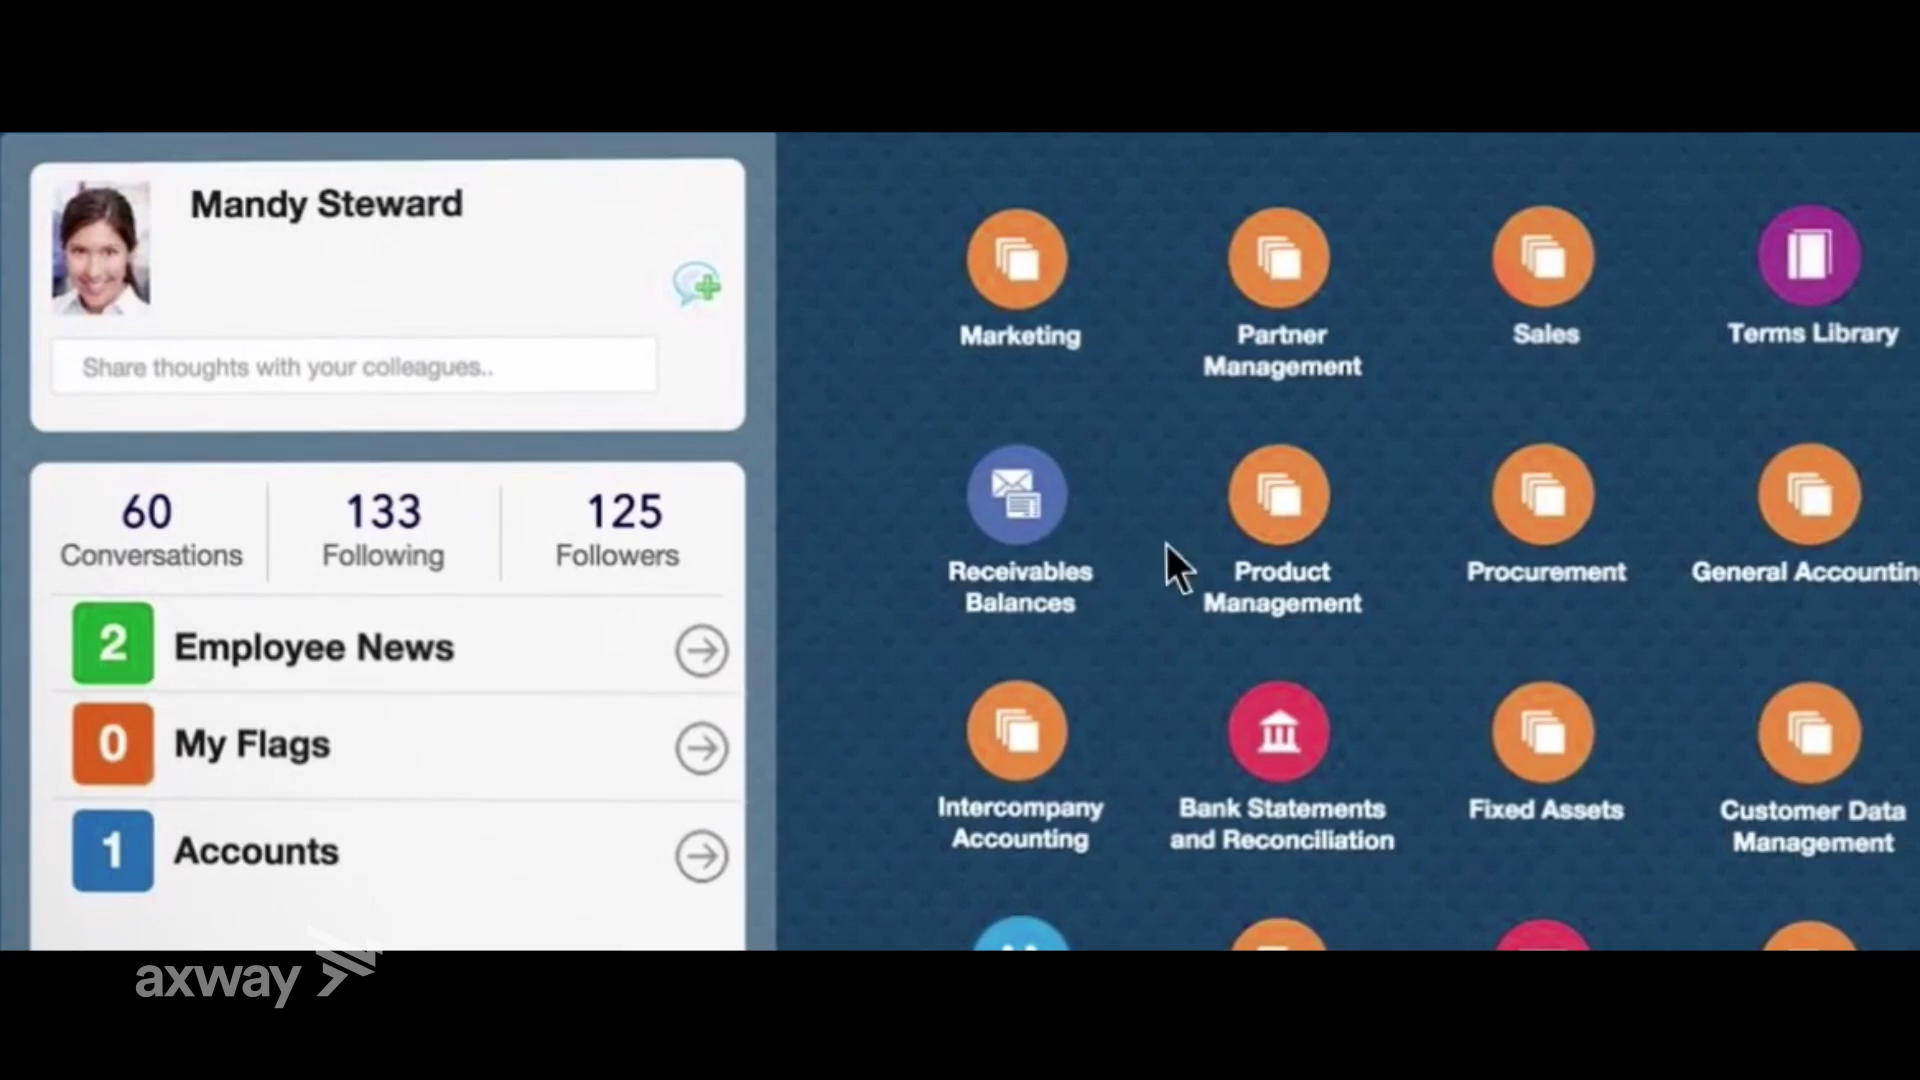 Mandy Steward
Share thoughts with your colleagues..
60
Conversations
133
Following
125
Followers
2
Employee News
0
My Flags
1
Accounts
Marketing
Partner
Management
Sales
Terms Library
Receivables
Balances
Product
Management
Procurement
General Accountin
Intercompany
Accounting
Bank Statements
and Reconciliation
Fixed Assets
Customer Data
Management
axway